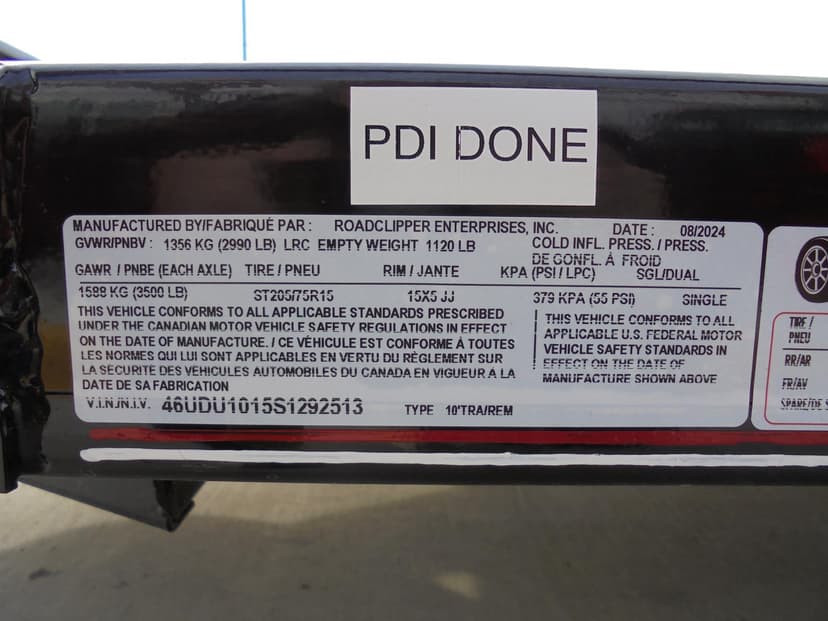 PDI DONE
MANUFACTURED BY/FABRIQUÉ PAR : ROADCLIPPER ENTERPRISES, INC. DATE : 08/2024
GVWR/PNBV : 1356 KG (2990 LB) LRC EMPTY WEIGHT 1120 LB COLD INFL. PRESS./ PRESS.
DE GONFL. À FROID
GAWR / PNBE (EACH AXLE) TIRE / PNEU RIM / JANTE KPA (PSI / LPC) SGL/DUAL
1588 KG (3500 LB) ST205/75R15 15X5 JJ 379 KPA (55 PSI) SINGLE
THIS VEHICLE CONFORMS TO ALL APPLICABLE STANDARDS PRESCRIBED
UNDER THE CANADIAN MOTOR VEHICLE SAFETY REGULATIONS IN EFFECT
ON THE DATE OF MANUFACTURE. / CE VÉHICULE EST CONFORME À TOUTES
LES NORMES QUI LUI SONT APPLICABLES EN VERTU DU RÈGLEMENT SUR
LA SÉCURITÉ DES VÉHICULES AUTOMOBILES DU CANADA EN VIGUEUR À LA
DATE DE SA FABRICATION
THIS VEHICLE CONFORMS TO ALL
APPLICABLE U.S. FEDERAL MOTOR
VEHICLE SAFETY STANDARDS IN
EFFECT ON THE DATE OF
MANUFACTURE SHOWN ABOVE
V.I.N./N.I.V. 46UDU1015S1292513 TYPE 10'TRA/REM
TIRE /
PNEU
RR/AR
FR/AV
SPARE/DE S